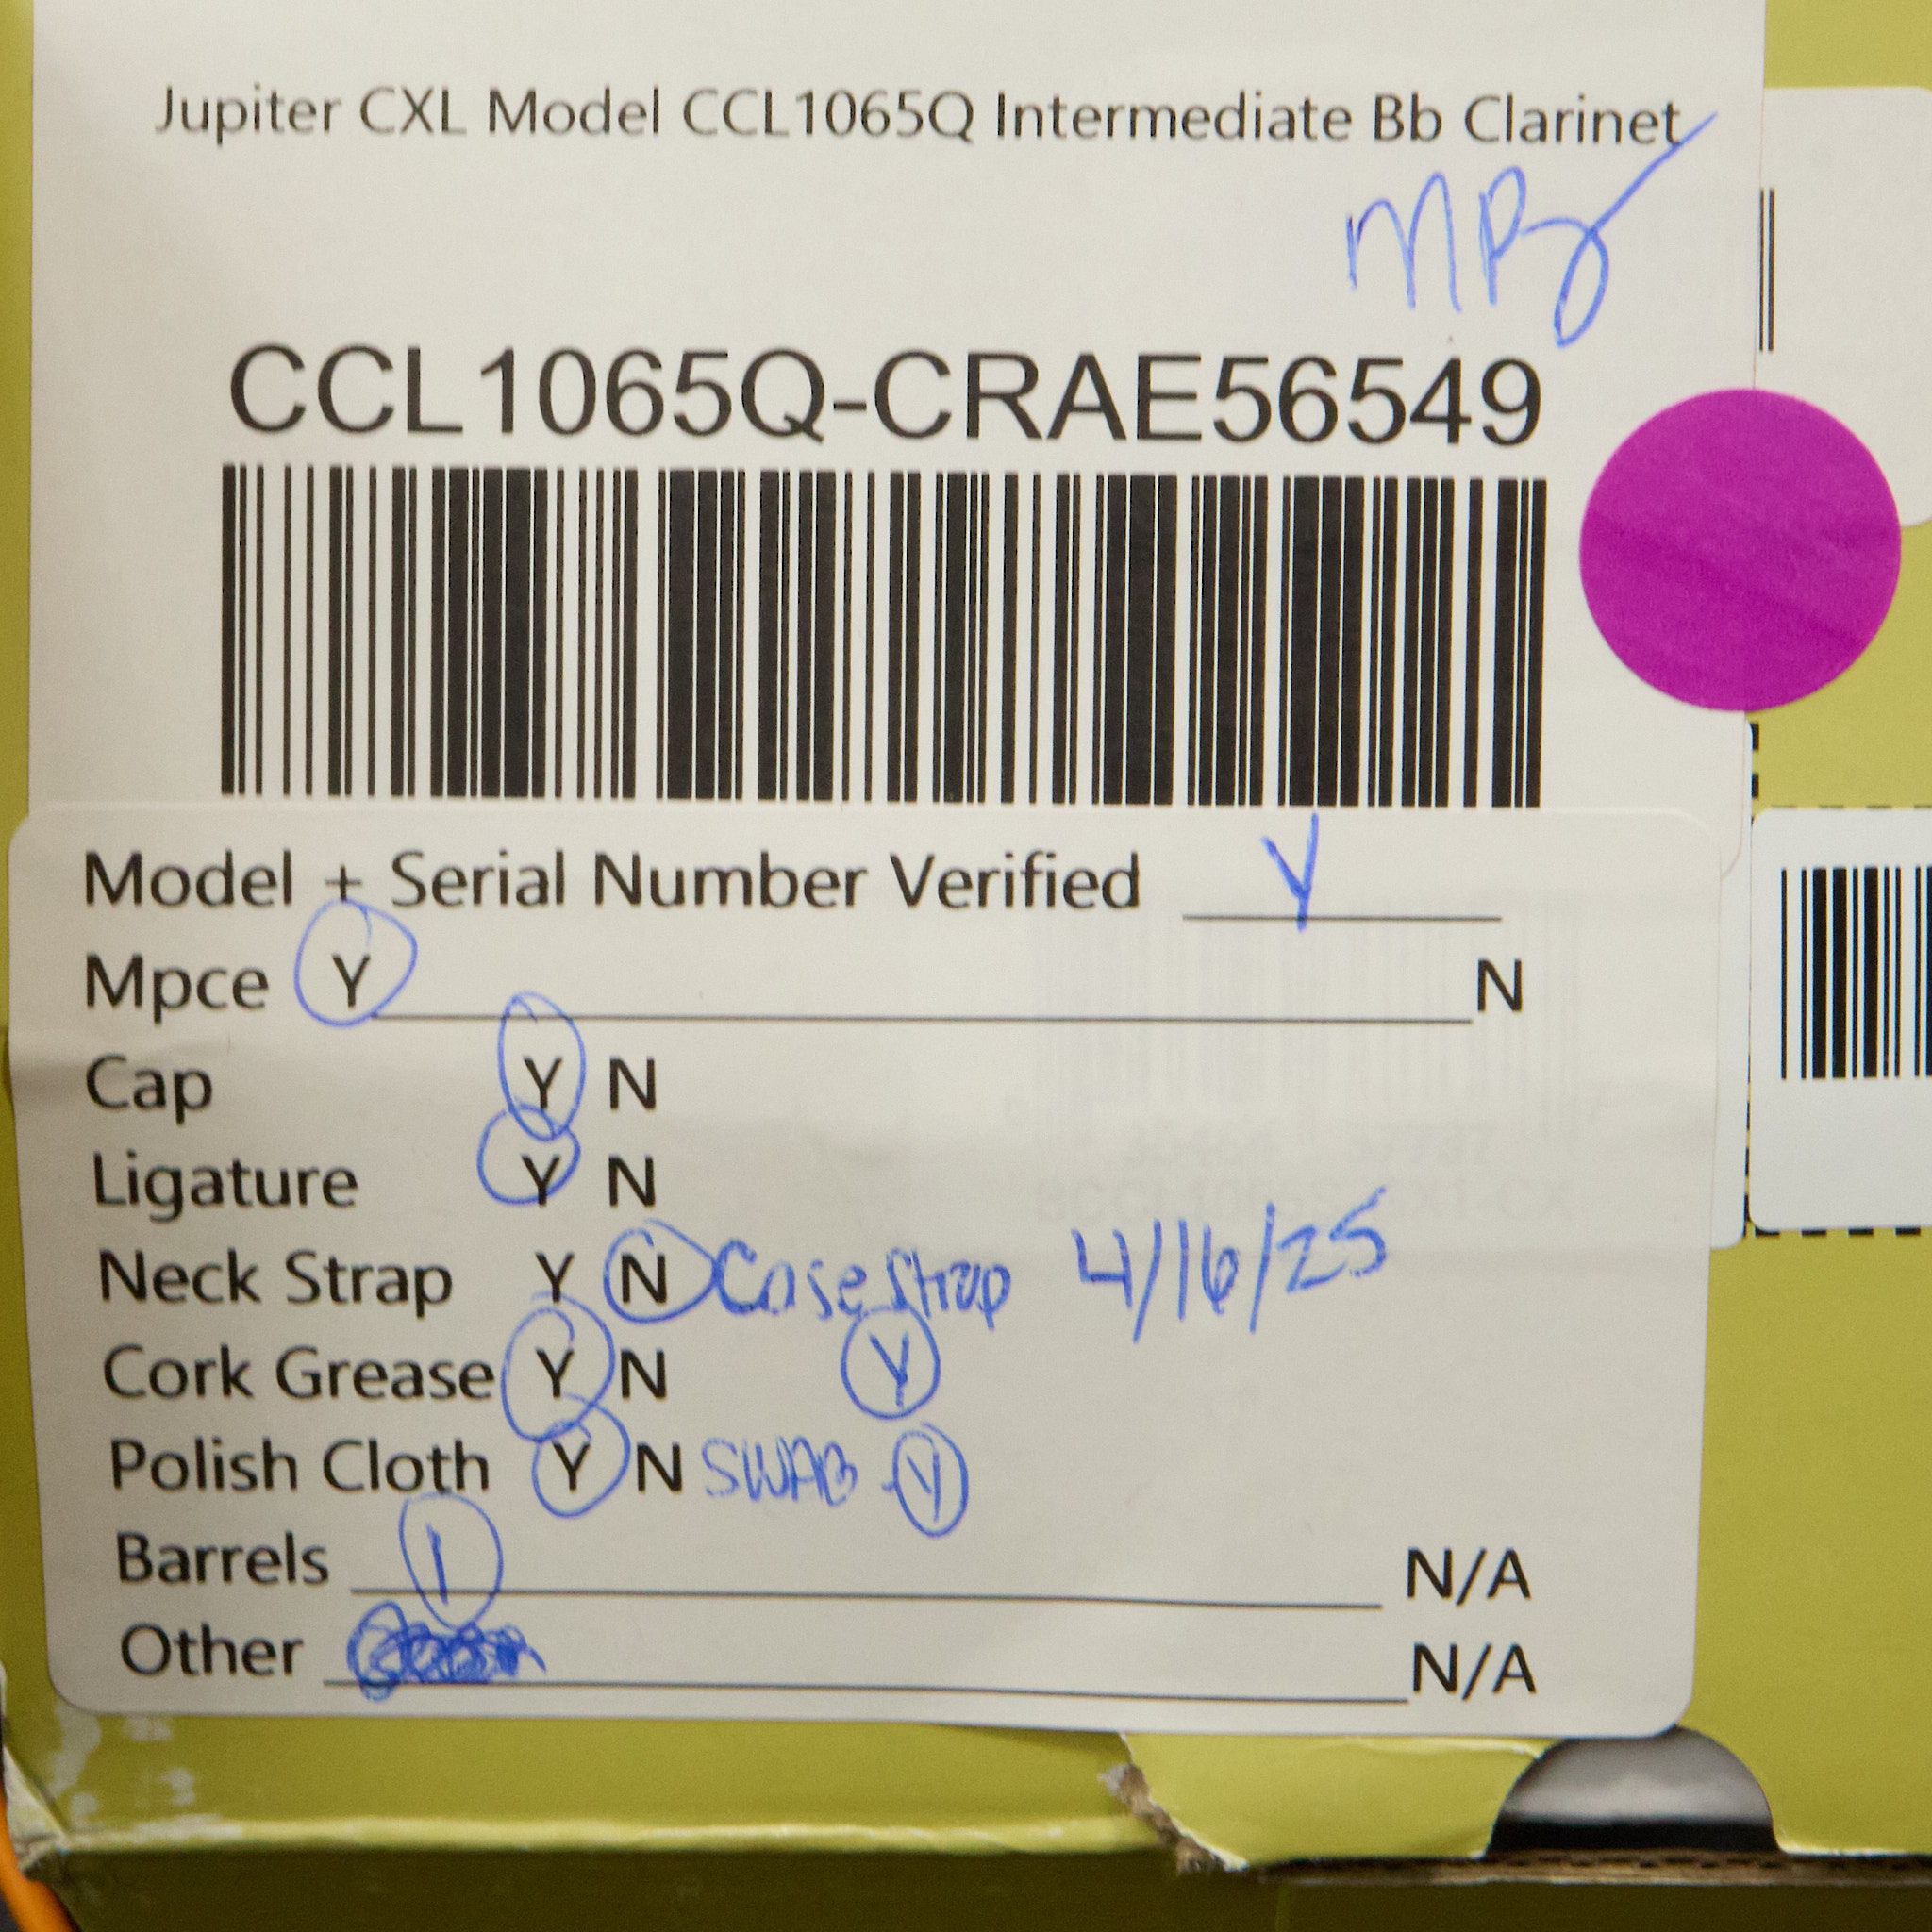 Jupiter CXL Model CCL1065Q Intermediate Bb Clarinet
CCL1065Q-CRAE56549
Model + Serial Number Verified Y
Mpce Y N
Cap Y N
Ligature Y N
Neck Strap Y N Case Strap 4/16/25
Cork Grease Y N Y
Polish Cloth Y N SWAB Y
Barrels 1 N/A
Other N/A